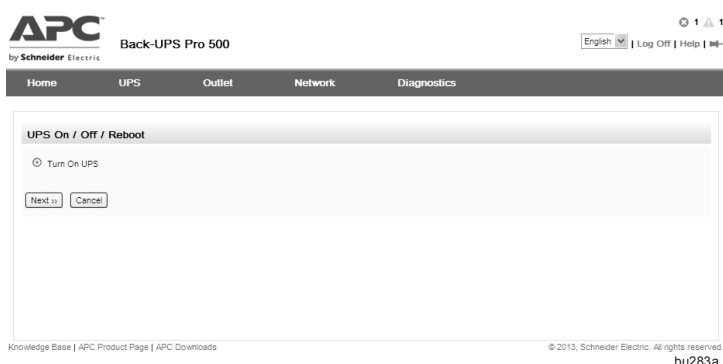 APC
by Schneider Electric
Back-UPS Pro 500
1 1
English | Log Off | Help |
Home UPS Outlet Network Diagnostics
UPS On / Off / Reboot
Turn On UPS
Next >> Cancel
Knowledge Base | APC Product Page | APC Downloads
© 2013, Schneider Electric. All rights reserved.
bu283a